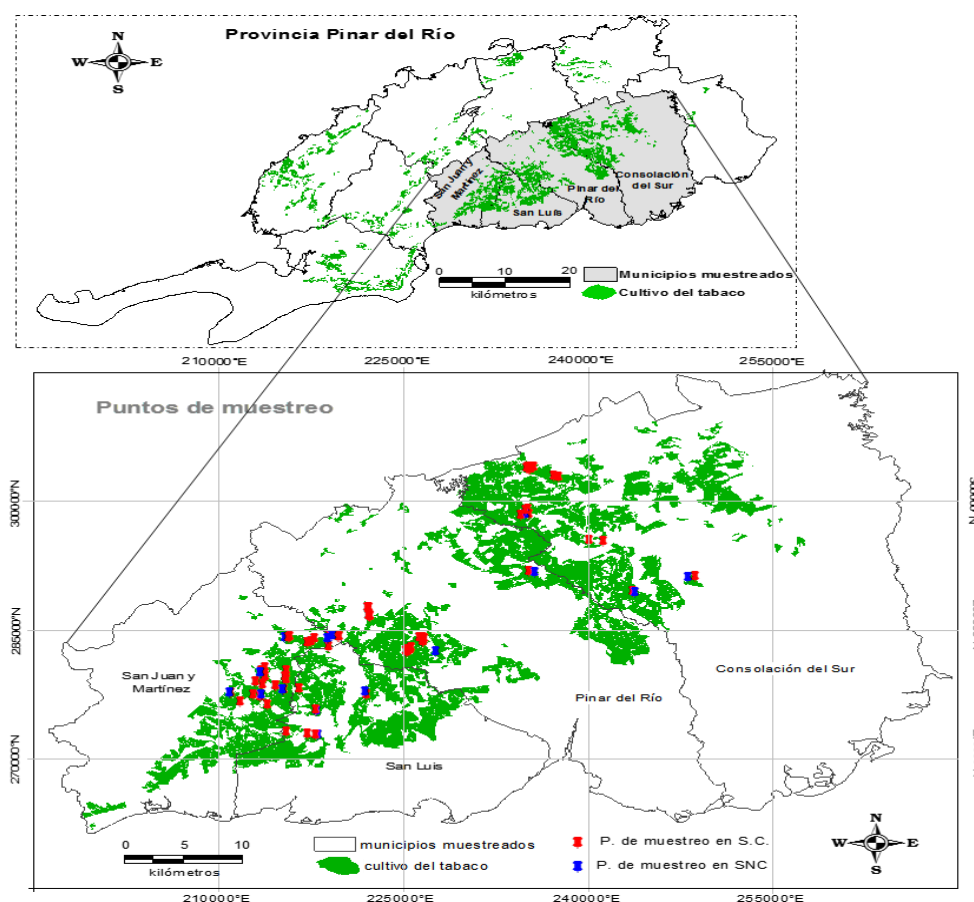 Provincia Pinar del Río
N
W E
S
San Juan y
Martínez
San Luís
Pinar del
Río
Consolación
del Sur
0 10 20
kilómetros
Municipios muestreados
Cultivo del tabaco
210000°E 225000°E 240000°E 255000°E
Puntos de muestreo
300000°N
285000°N
270000°N
San Juan y
Martínez
San Luis
Pinar del Río
Consolación del Sur
0 5 10
kilómetros
municipios muestreados
cultivo del tabaco
P. de muestreo en S.C.
P. de muestreo en SNC
N
W E
S
210000°E 225000°E 240000°E 255000°E